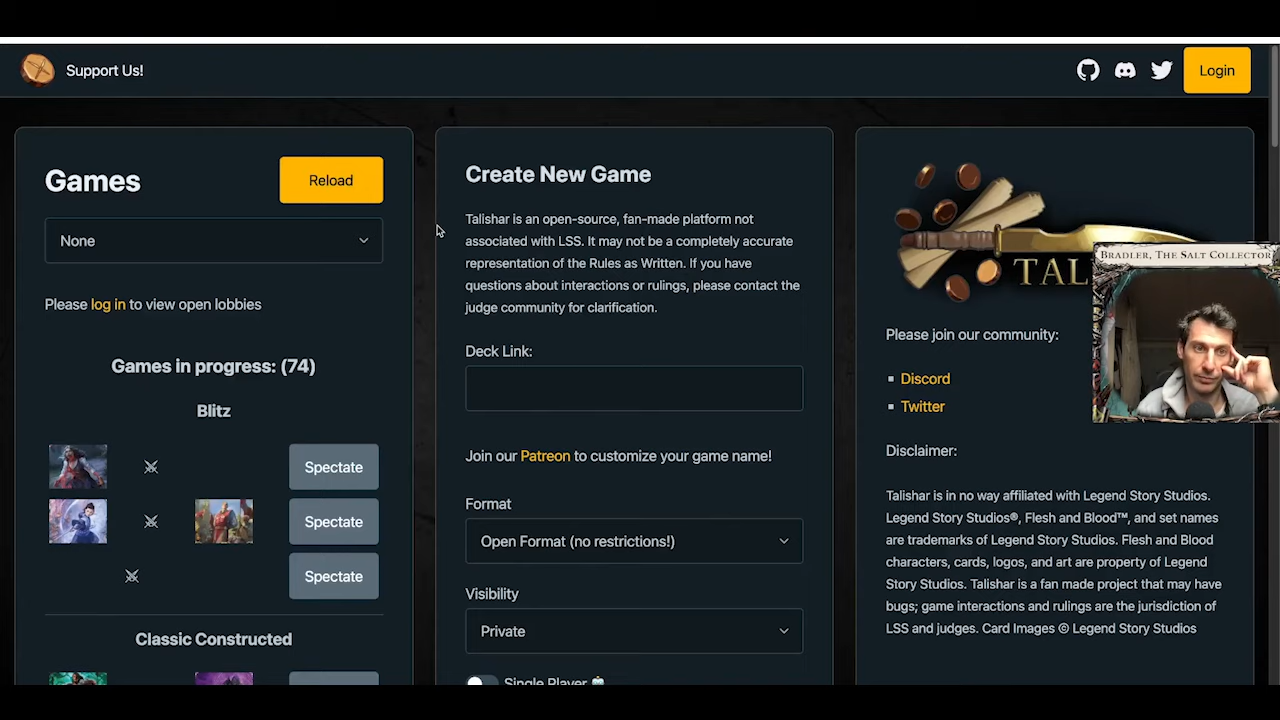 Support Us!
Login
Games
Reload
None
Please log in to view open lobbies
Games in progress: (74)
Blitz
Spectate
Spectate
Spectate
Classic Constructed
Create New Game
Talishar is an open-source, fan-made platform not
associated with LSS. It may not be a completely accurate
representation of the Rules as Written. If you have
questions about interactions or rulings, please contact the
judge community for clarification.
Deck Link:
Join our Patreon to customize your game name!
Format
Open Format (no restrictions!)
Visibility
Private
Single Player
TAL
BRADLER, THE SALT COLLECTOR
Please join our community:
Discord
Twitter
Disclaimer:
Talishar is in no way affiliated with Legend Story Studios.
Legend Story Studios®, Flesh and Blood™, and set names
are trademarks of Legend Story Studios. Flesh and Blood
characters, cards, logos, and art are property of Legend
Story Studios. Talishar is a fan made project that may have
bugs; game interactions and rulings are the jurisdiction of
LSS and judges. Card Images © Legend Story Studios